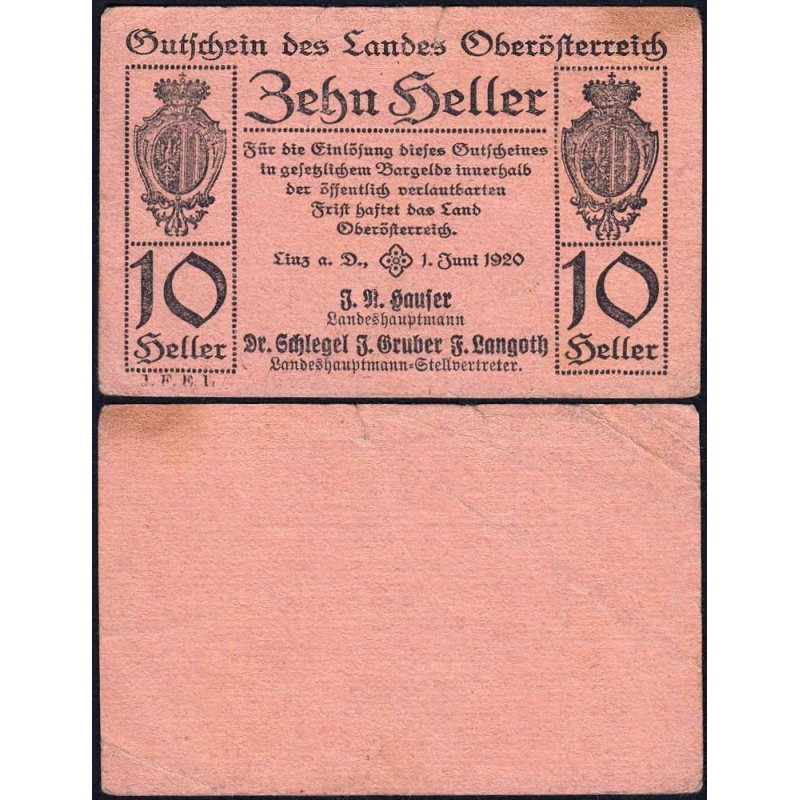 Gutschein des Landes Oberösterreich
Zehn Heller
Für die Einlösung dieses Gutscheines
in gesetzlichem Bargelde innerhalb
der öffentlich verlautbarten
Frist haftet das Land
Oberösterreich.
Linz a. D., 1. Juni 1920
J. N. Hauser
Landeshauptmann
Dr. Schlegel J. Gruber F. Langoth
Landeshauptmann=Stellvertreter.
10
Heller
10
Heller
J. F. E. L.